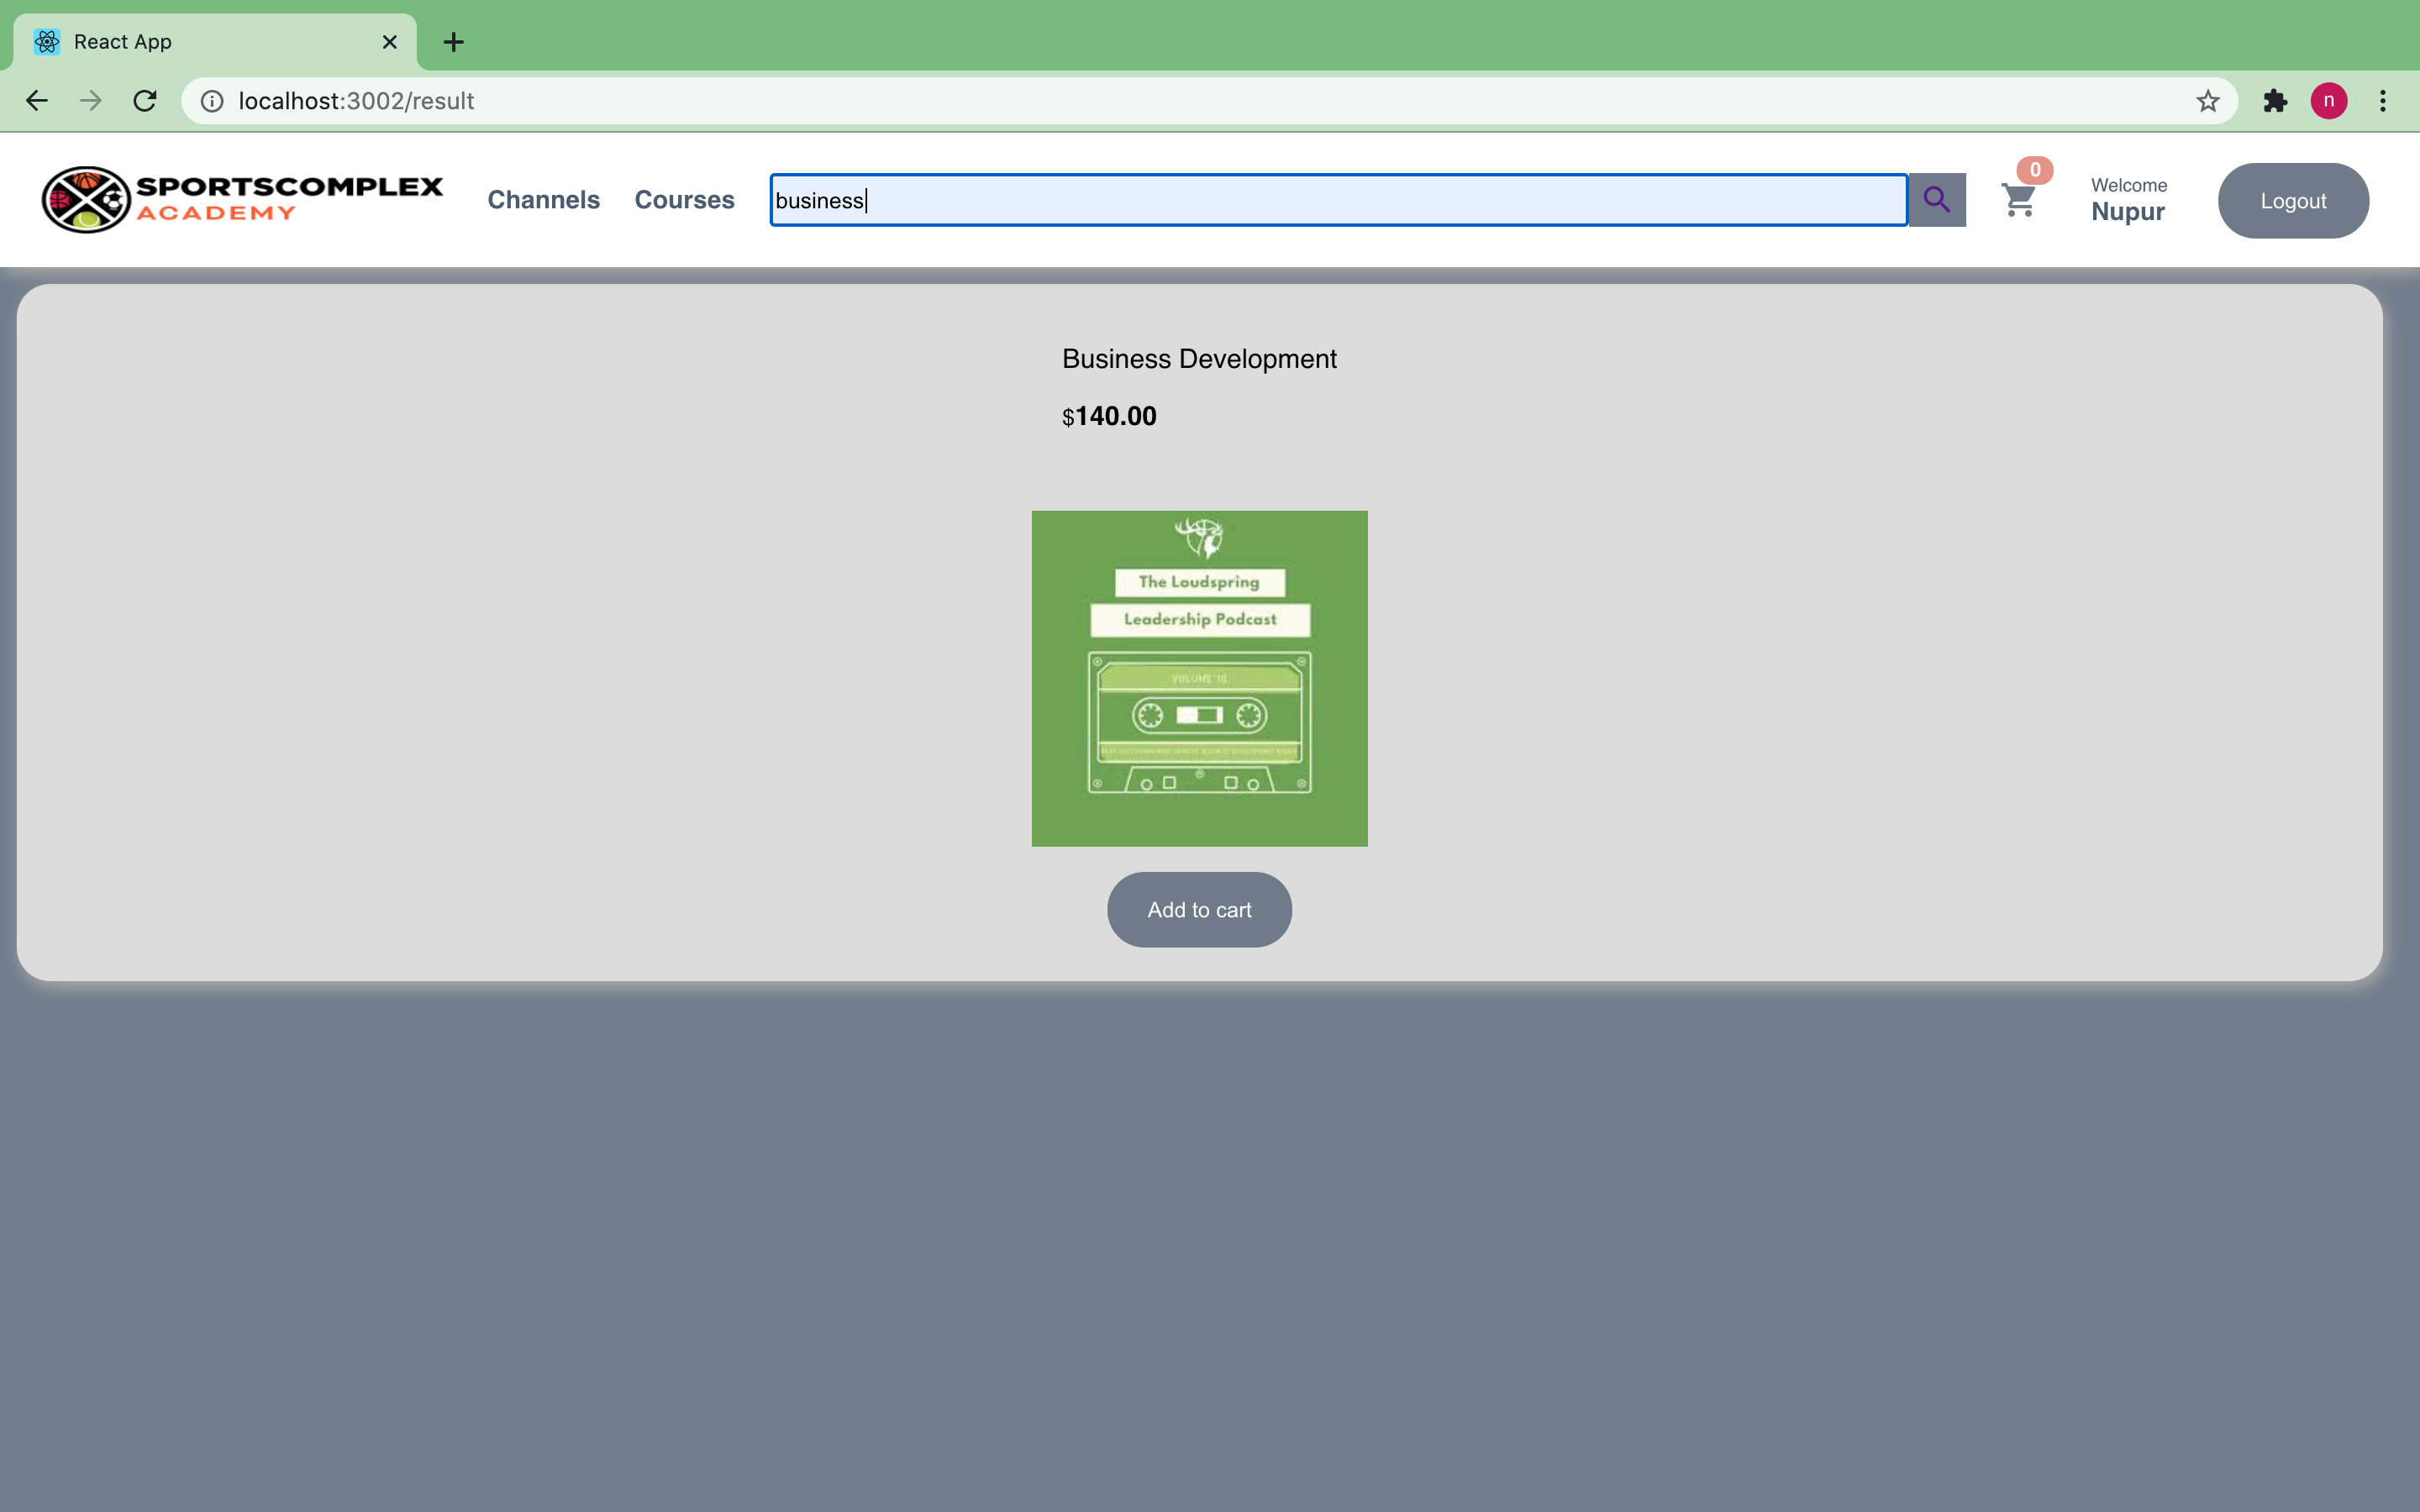 React App
localhost:3002/result
n
SPORTSCOMPLEX
ACADEMY
Channels
Courses
business
0
Welcome
Nupur
Logout
Business Development
$140.00
The Loudspring
Leadership Podcast
VOLUME 10
Add to cart